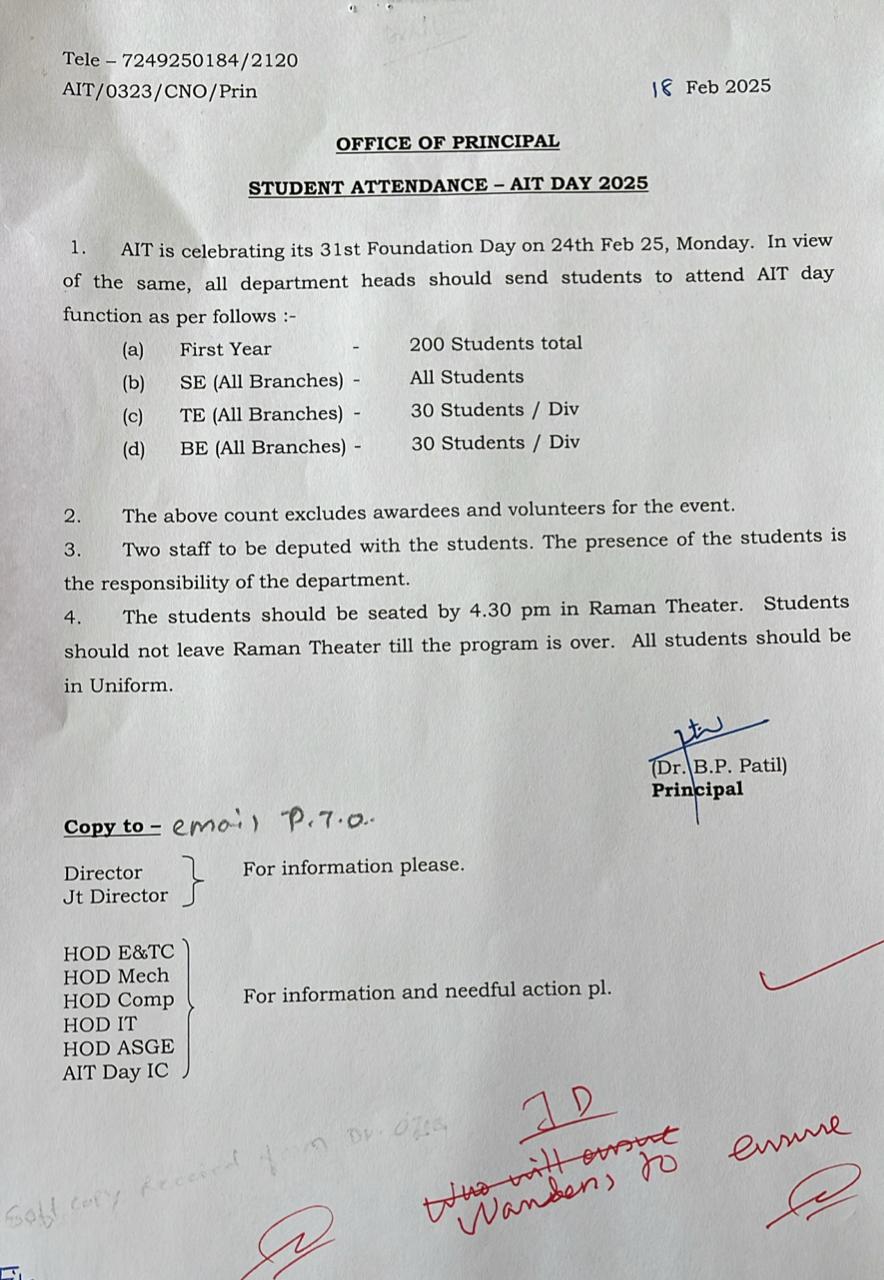 Tele – 7249250184/2120
AIT/0323/CNO/Prin
18 Feb 2025
OFFICE OF PRINCIPAL
STUDENT ATTENDANCE – AIT DAY 2025
1. AIT is celebrating its 31st Foundation Day on 24th Feb 25, Monday. In view
of the same, all department heads should send students to attend AIT day
function as per follows :-
(a) First Year - 200 Students total
(b) SE (All Branches) - All Students
(c) TE (All Branches) - 30 Students / Div
(d) BE (All Branches) - 30 Students / Div
2. The above count excludes awardees and volunteers for the event.
3. Two staff to be deputed with the students. The presence of the students is
the responsibility of the department.
4. The students should be seated by 4.30 pm in Raman Theater. Students
should not leave Raman Theater till the program is over. All students should be
in Uniform.
(Dr. B.P. Patil)
Principal
Copy to – email P.T.O.
Director
Jt Director
For information please.
HOD E&TC
HOD Mech
HOD Comp
HOD IT
HOD ASGE
AIT Day IC
For information and needful action pl.
JD
Who will
to ensure
Soft copy Received from Dr.